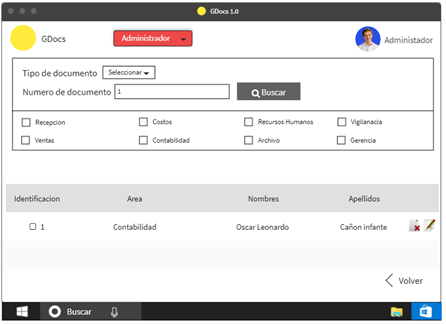 GDocs 1.0
GDocs
Administrador
Administador
Tipo de documento Seleccionar
Numero de documento 1 Buscar
Recepcion Costos Recursos Humanos Vigilanacia
Ventas Contabilidad Archivo Gerencia
Identificacion Area Nombres Apellidos
1 Contabilidad Oscar Leonardo Cañon infante
Volver
Buscar